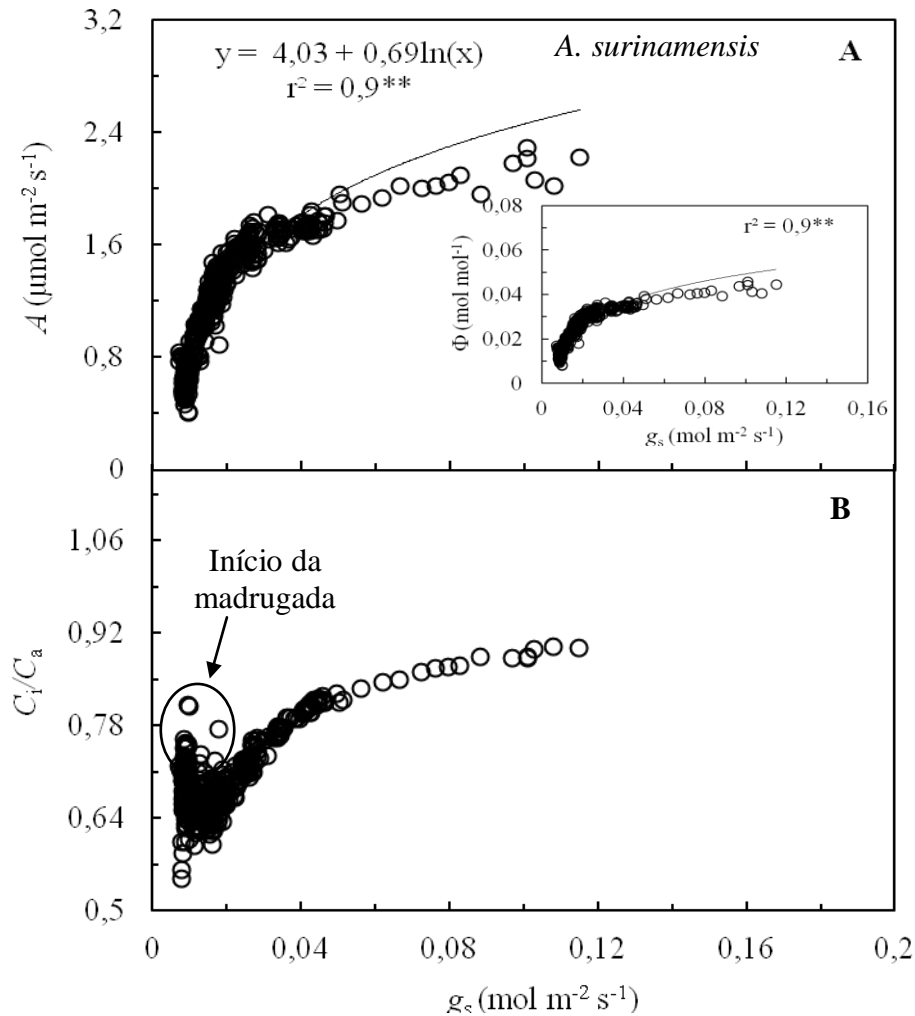 A. surinamensis
A
y = 4,03 + 0,69ln(x)
r² = 0,9**
3,2
2,4
1,6
0,8
0
A (µmol m⁻² s⁻¹)
r² = 0,9**
0,08
0,06
0,04
0,02
0
Φ (mol mol⁻¹)
0 0,04 0,08 0,12 0,16
gₛ (mol m⁻² s⁻¹)
B
Início da
madrugada
1,06
0,92
0,78
0,64
0,5
Cᵢ/Cₐ
0 0,04 0,08 0,12 0,16 0,2
gₛ (mol m⁻² s⁻¹)